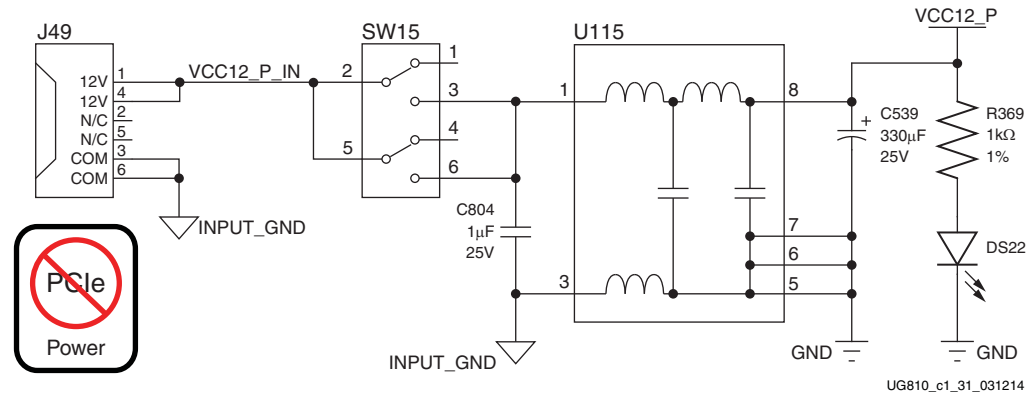 VCC12_P
J49
SW15
U115
12V 1
12V 4
N/C 2
N/C 5
COM 3
COM 6
VCC12_P_IN
INPUT_GND
2
5
1
3
4
6
C804
1µF
25V
INPUT_GND
1
3
8
7
6
5
C539
330µF
25V
+
R369
1kΩ
1%
DS22
GND
GND
PCIe
Power
UG810_c1_31_031214